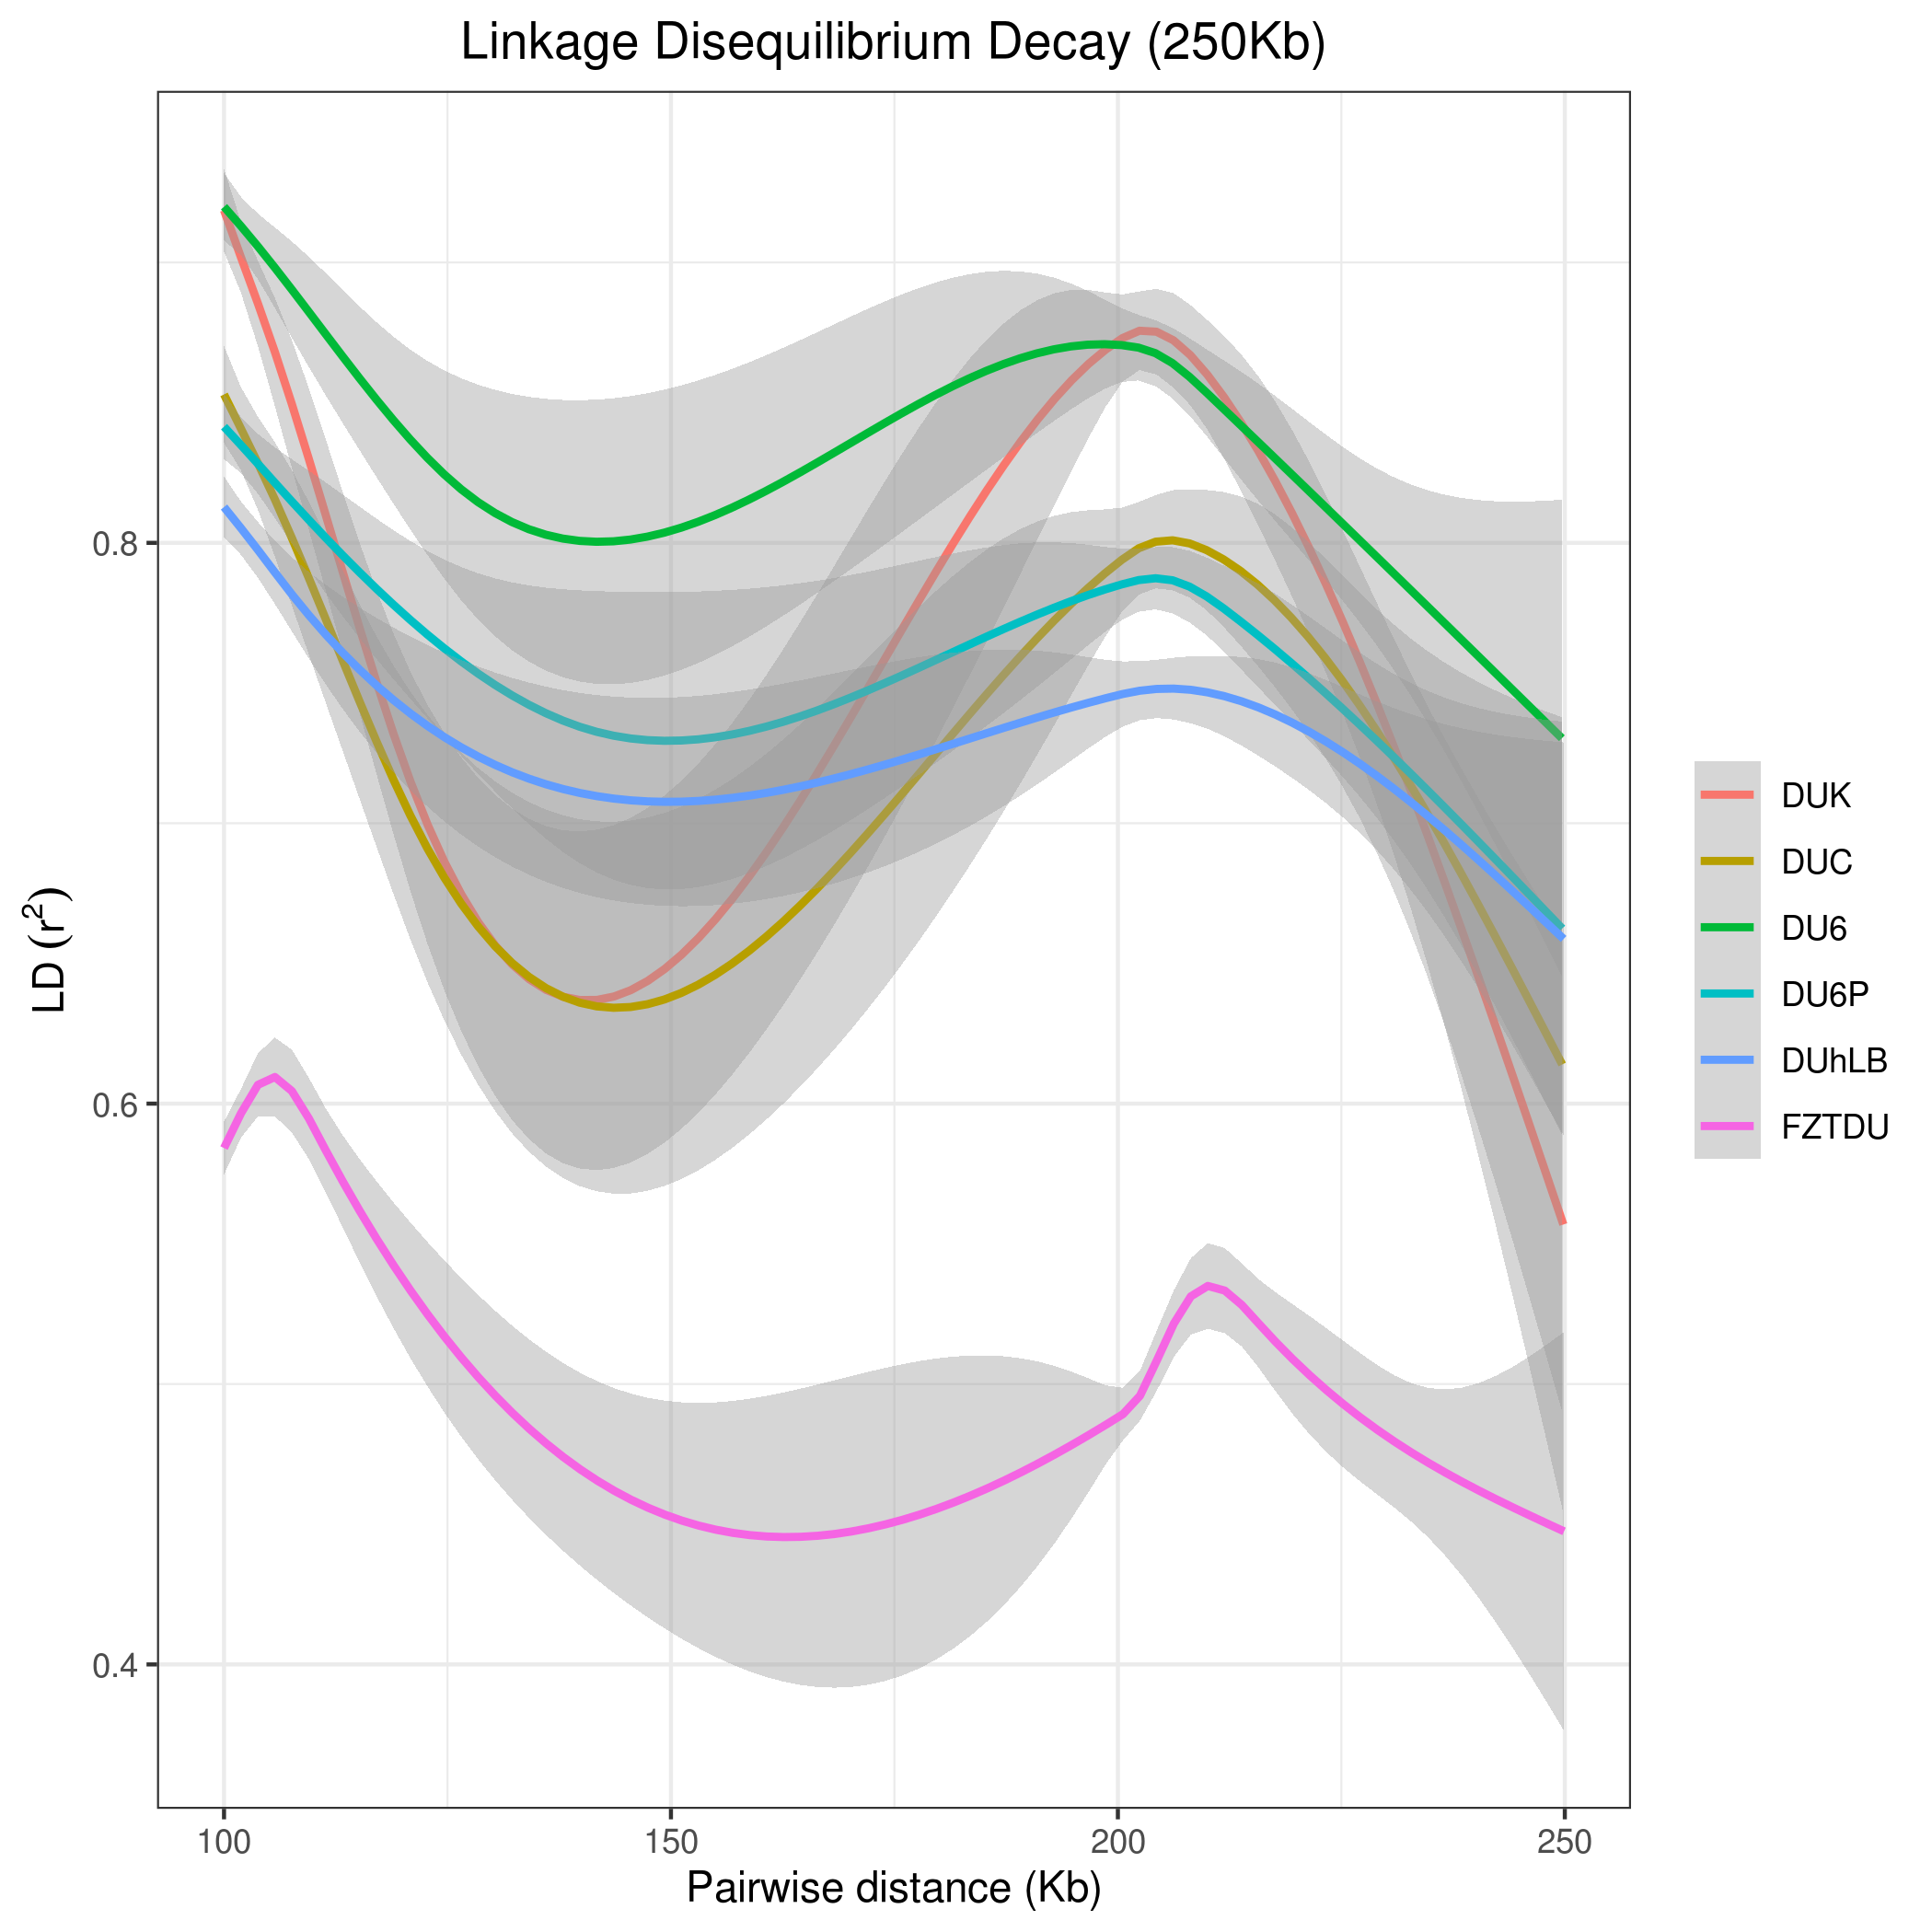 Linkage Disequilibrium Decay (250Kb)
LD (r²)
0.8
0.6
0.4
100 150 200 250
Pairwise distance (Kb)
DUK
DUC
DU6
DU6P
DUhLB
FZTDU